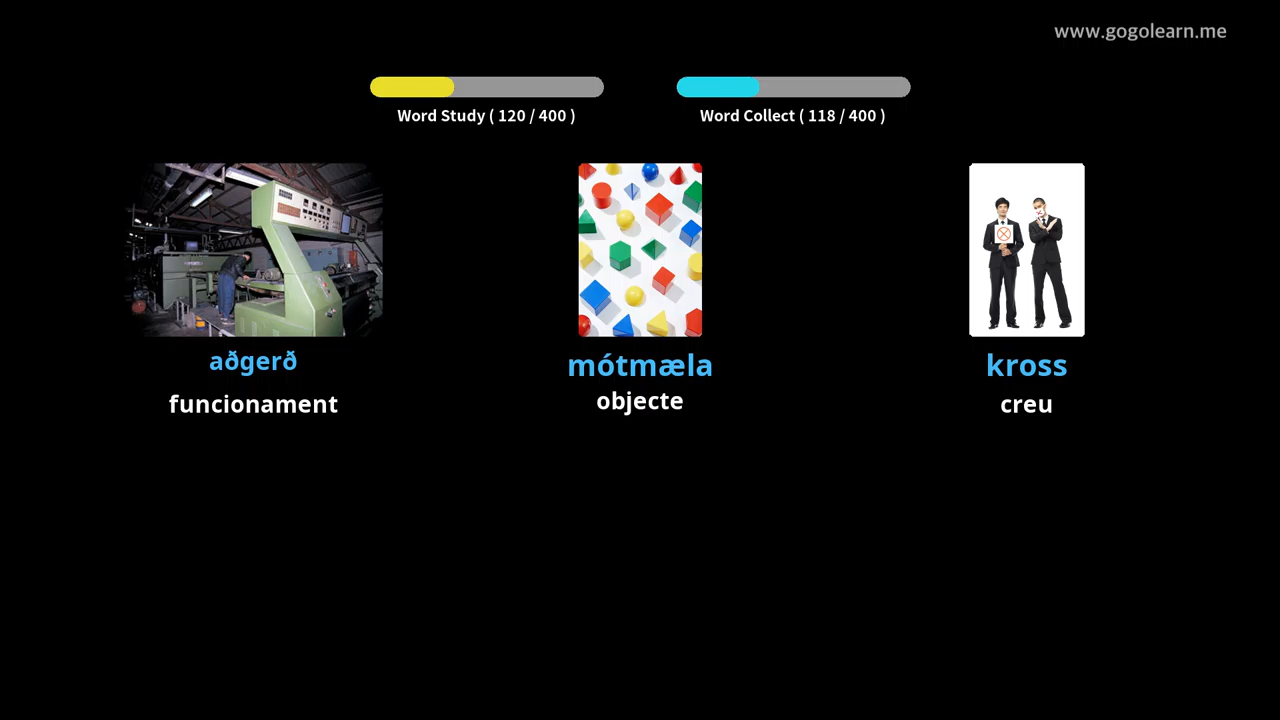 www.gogolearn.me
Word Study ( 120 / 400 )
Word Collect ( 118 / 400 )
aðgerð
mótmæla
kross
funcionament
objecte
creu